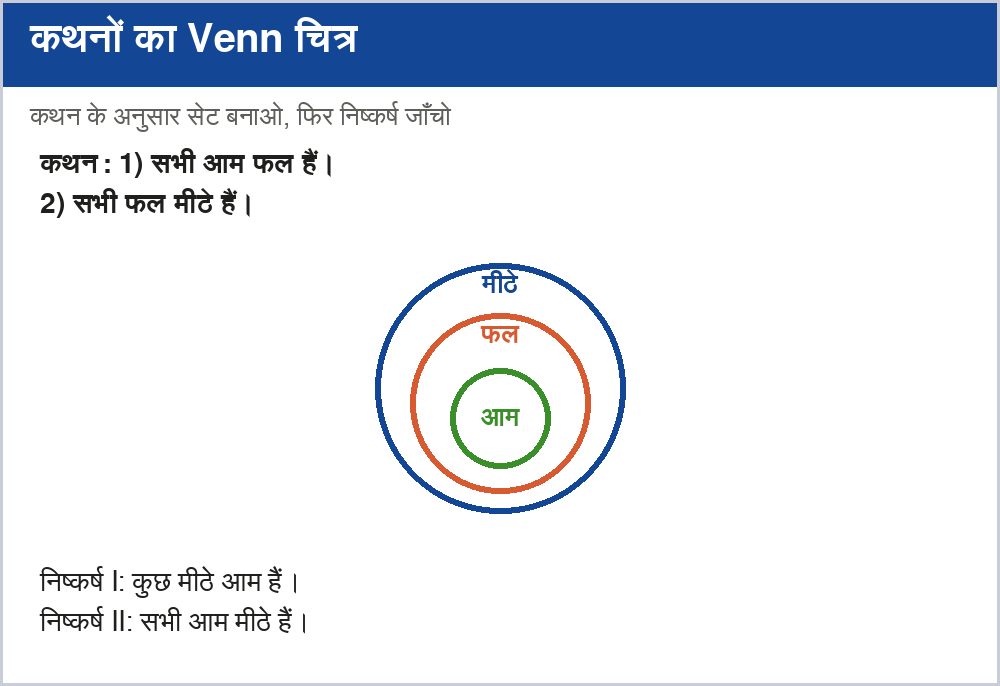 कथनों का Venn चित्र
कथन के अनुसार सेट बनाओ, फिर निष्कर्ष जाँचो
कथन : 1) सभी आम फल हैं।
2) सभी फल मीठे हैं।
मीठे
फल
आम
निष्कर्ष I: कुछ मीठे आम हैं।
निष्कर्ष II: सभी आम मीठे हैं।